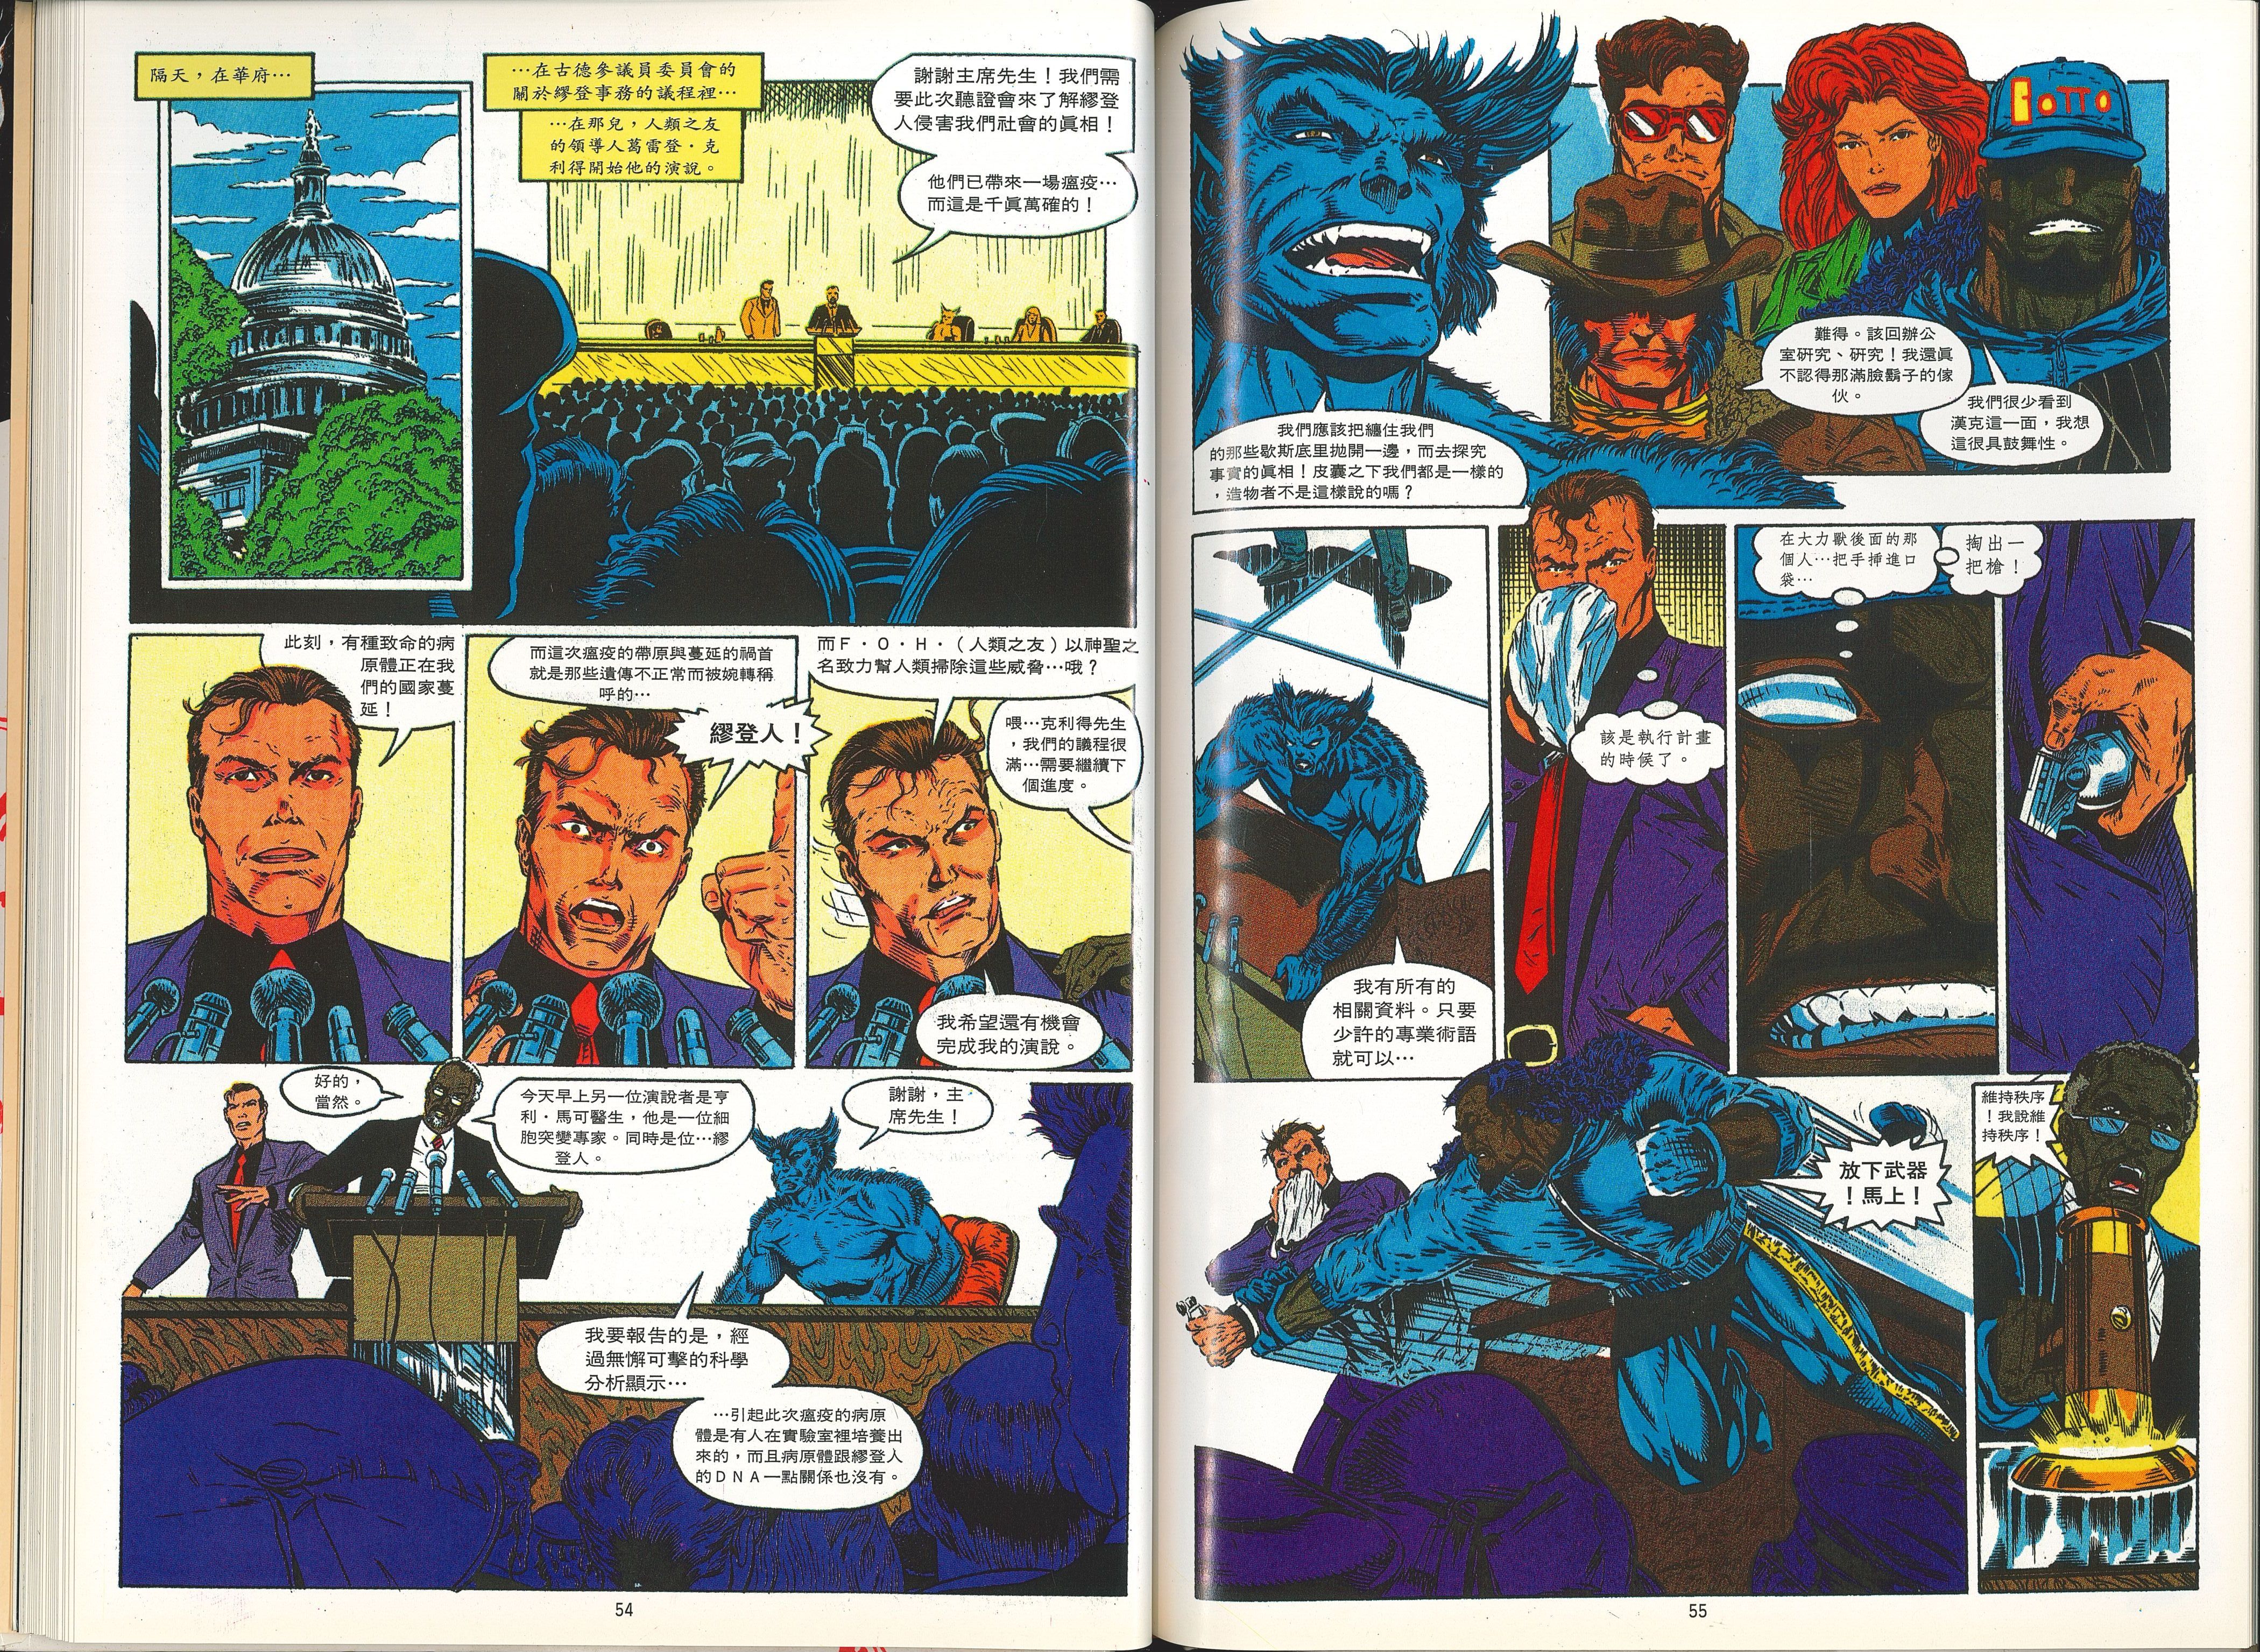 隔天，在華府…
…在古德參議員委員會的
關於繆登事務的議程裡…
…在那兒，人類之友
的領導人葛雷登·克
利得開始他的演說。
謝謝主席先生！我們需
要此次聽證會來了解繆登
人侵害我們社會的眞相！
他們已帶來一場瘟疫…
而這是千眞萬確的！
此刻，有種致命的病
原體正在我
們的國家蔓
延！
而這次瘟疫的帶原與蔓延的禍首
就是那些遺傳不正常而被婉轉稱
呼的…
繆登人！
而Ｆ·Ｏ·Ｈ·（人類之友）以神聖之
名致力幫人類掃除這些威脅…哦？
喂…克利得先生
，我們的議程很
滿…需要繼續下
個進度。
我希望還有機會
完成我的演說。
好的，
當然。
今天早上另一位演說者是亨
利·馬可醫生，他是一位細
胞突變專家。同時是位…繆
登人。
謝謝，主
席先生！
我要報告的是，經
過無懈可擊的科學
分析顯示…
…引起此次瘟疫的病原
體是有人在實驗室裡培養出
來的，而且病原體跟繆登人
的ＤＮＡ一點關係也沒有。
54
我們應該把纏住我們
的那些歇斯底里拋開一邊，而去探究
事實的眞相！皮囊之下我們都是一樣的
，造物者不是這樣說的嗎？
難得。該回辦公
室研究、研究！我還眞
不認得那滿臉鬍子的傢
伙。
我們很少看到
漢克這一面，我想
這很具鼓舞性。
我有所有的
相關資料。只要
少許的專業術語
就可以…
該是執行計畫
的時候了。
在大力獸後面的那
個人…把手揷進口
袋…
掏出一
把槍！
放下武器
！馬上！
維持秩序
！我說維
持秩序！
55